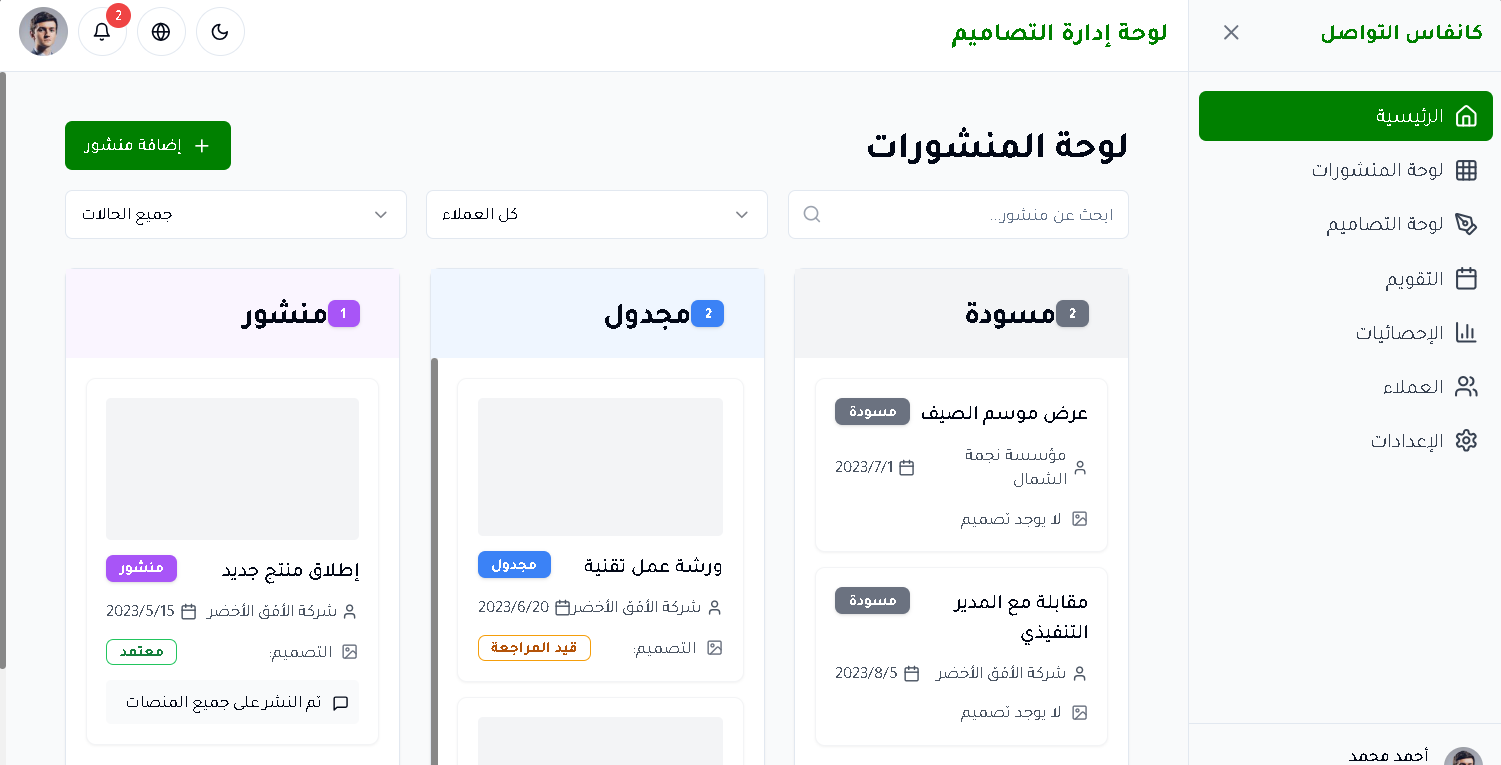 كانفاس التواصل
الرئيسية
لوحة المنشورات
لوحة التصاميم
التقويم
الإحصائيات
العملاء
الإعدادات
أحمد محمد
لوحة إدارة التصاميم
2
لوحة المنشورات
إضافة منشور
ابحث عن منشور...
كل العملاء
جميع الحالات
2 مسودة
عرض موسم الصيف مسودة
مؤسسة نجمة
الشمال
2023/7/1
لا يوجد تصميم
مقابلة مع المدير
التنفيذي
مسودة
شركة الأفق الأخضر 2023/8/5
لا يوجد تصميم
2 مجدول
ورشة عمل تقنية مجدول
شركة الأفق الأخضر 2023/6/20
التصميم: قيد المراجعة
1 منشور
إطلاق منتج جديد منشور
شركة الأفق الأخضر 2023/5/15
التصميم: معتمد
تم النشر على جميع المنصات